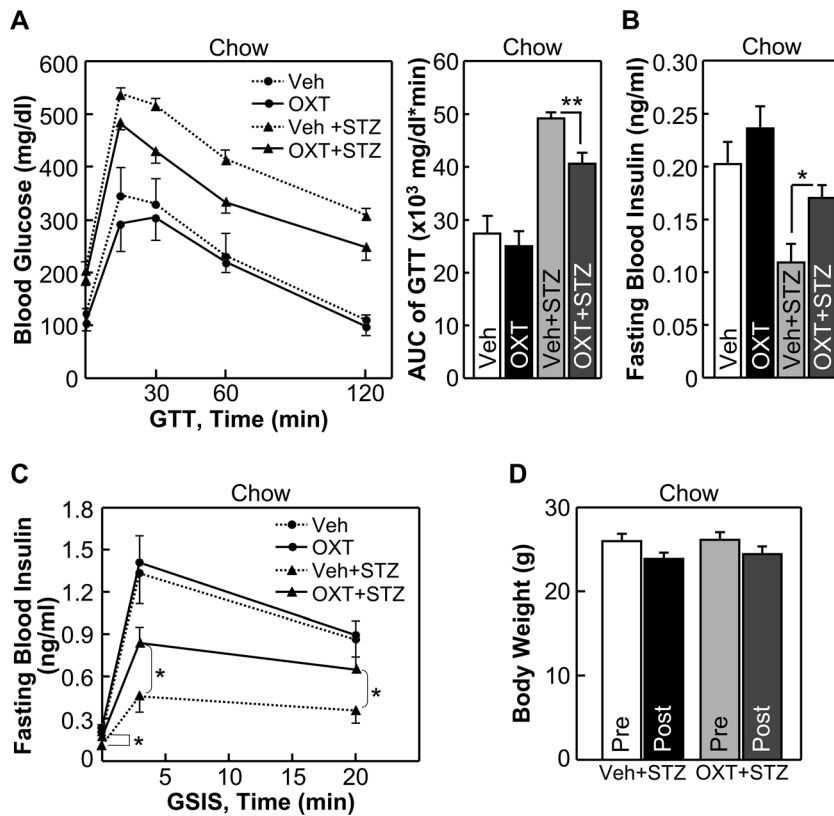 A
Chow
Blood Glucose (mg/dl)
600
500
400
300
200
100
0
30
60
120
GTT, Time (min)
Veh
OXT
Veh +STZ
OXT+STZ
Chow
AUC of GTT (x10³ mg/dl*min)
60
50
40
30
20
10
0
**
Veh
OXT
Veh+STZ
OXT+STZ
B
Chow
Fasting Blood Insulin (ng/ml)
0.30
0.25
0.20
0.15
0.10
0.05
0.00
*
Veh
OXT
Veh+STZ
OXT+STZ
C
Chow
Fasting Blood Insulin
(ng/ml)
1.8
1.5
1.2
0.9
0.6
0.3
0
5
10
15
20
GSIS, Time (min)
Veh
OXT
Veh+STZ
OXT+STZ
*
*
*
D
Chow
Body Weight (g)
30
20
10
0
Pre
Post
Pre
Post
Veh+STZ
OXT+STZ